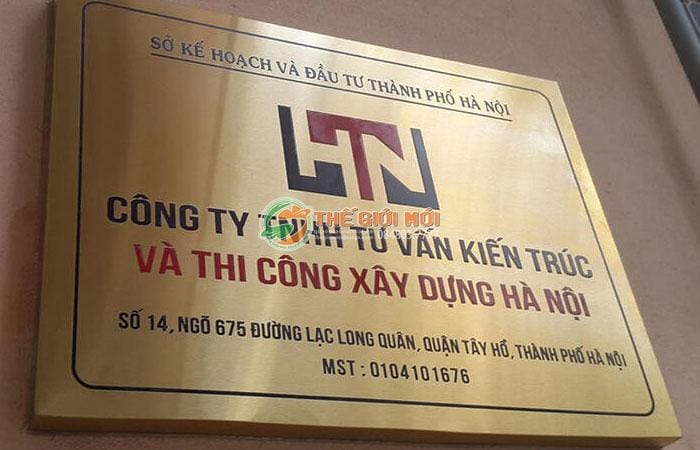 SỞ KẾ HOẠCH VÀ ĐẦU TƯ THÀNH PHỐ HÀ NỘI
HTN
THẾ GIỚI MỚI
CÔNG TY TNHH TƯ VẤN KIẾN TRÚC
VÀ THI CÔNG XÂY DỰNG HÀ NỘI
SỐ 14, NGÕ 675 ĐƯỜNG LẠC LONG QUÂN, QUẬN TÂY HỒ, THÀNH PHỐ HÀ NỘI
MST : 0104101676